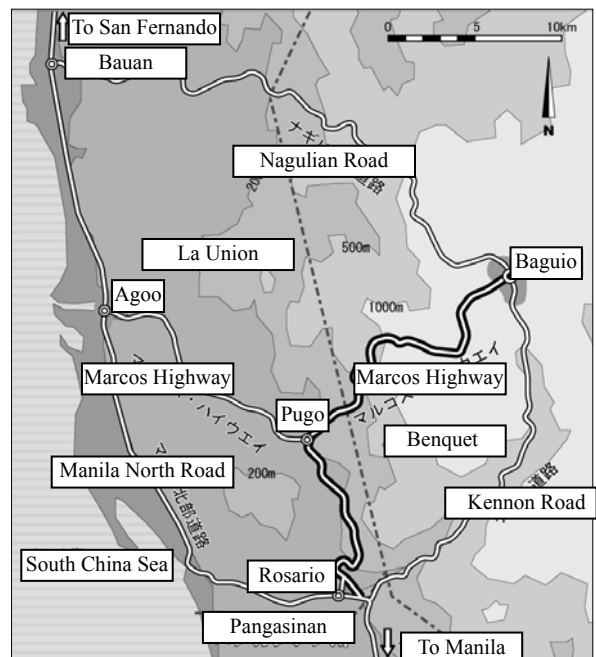 To San Fernando
Bauan
0 5 10km
N
Nagulian Road
La Union
500m
Baguio
Agoo
1000m
Marcos Highway
Marcos Highway
Pugo
Benquet
Manila North Road
200m
Kennon Road
South China Sea
Rosario
Pangasinan
To Manila